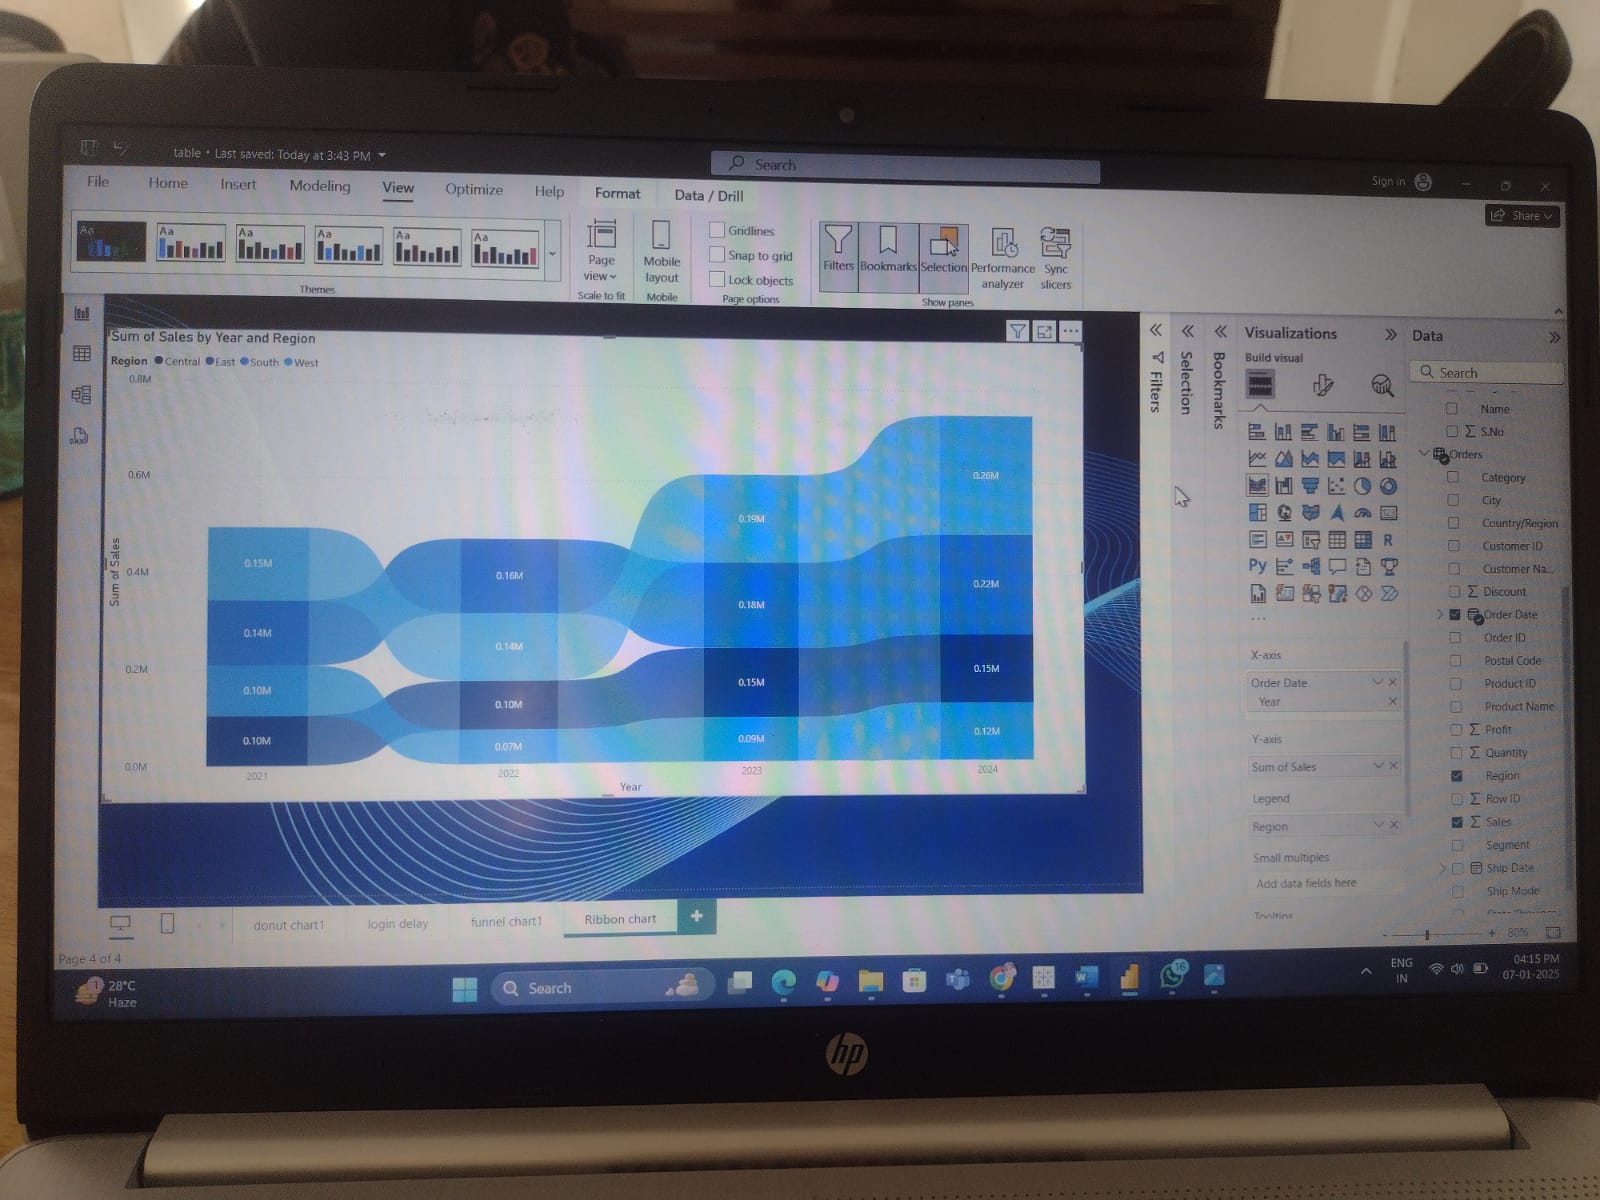 table • Last saved: Today at 3:43 PM
Search
Sign in
File Home Insert Modeling View Optimize Help Format Data / Drill
Share
Aa Aa Aa Aa Aa Aa
Themes
Page view
Scale to fit
Mobile layout
Mobile
Gridlines
Snap to grid
Lock objects
Page options
Filters Bookmarks Selection Performance analyzer Sync slicers
Show panes
Sum of Sales by Year and Region
Region Central East South West
0.8M
0.6M
0.4M
0.2M
0.0M
Sum of Sales
0.15M
0.14M
0.10M
0.10M
0.16M
0.14M
0.10M
0.07M
0.19M
0.18M
0.15M
0.09M
0.26M
0.22M
0.15M
0.12M
2021 2022 2023 2024
Year
Filters
Selection
Bookmarks
Visualizations
Build visual
123
R
Py
X-axis
Order Date
Year
Y-axis
Sum of Sales
Legend
Region
Small multiples
Add data fields here
Tooltips
Data
Search
Name
Σ S.No
Orders
Category
City
Country/Region
Customer ID
Customer Na...
Σ Discount
Order Date
Order ID
Postal Code
Product ID
Product Name
Σ Profit
Σ Quantity
Region
Σ Row ID
Σ Sales
Segment
Ship Date
Ship Mode
donut chart1 login delay funnel chart1 Ribbon chart +
Page 4 of 4
- + 80%
1
28°C
Haze
Search
16
ENG
IN
04:15 PM
07-01-2025
hp